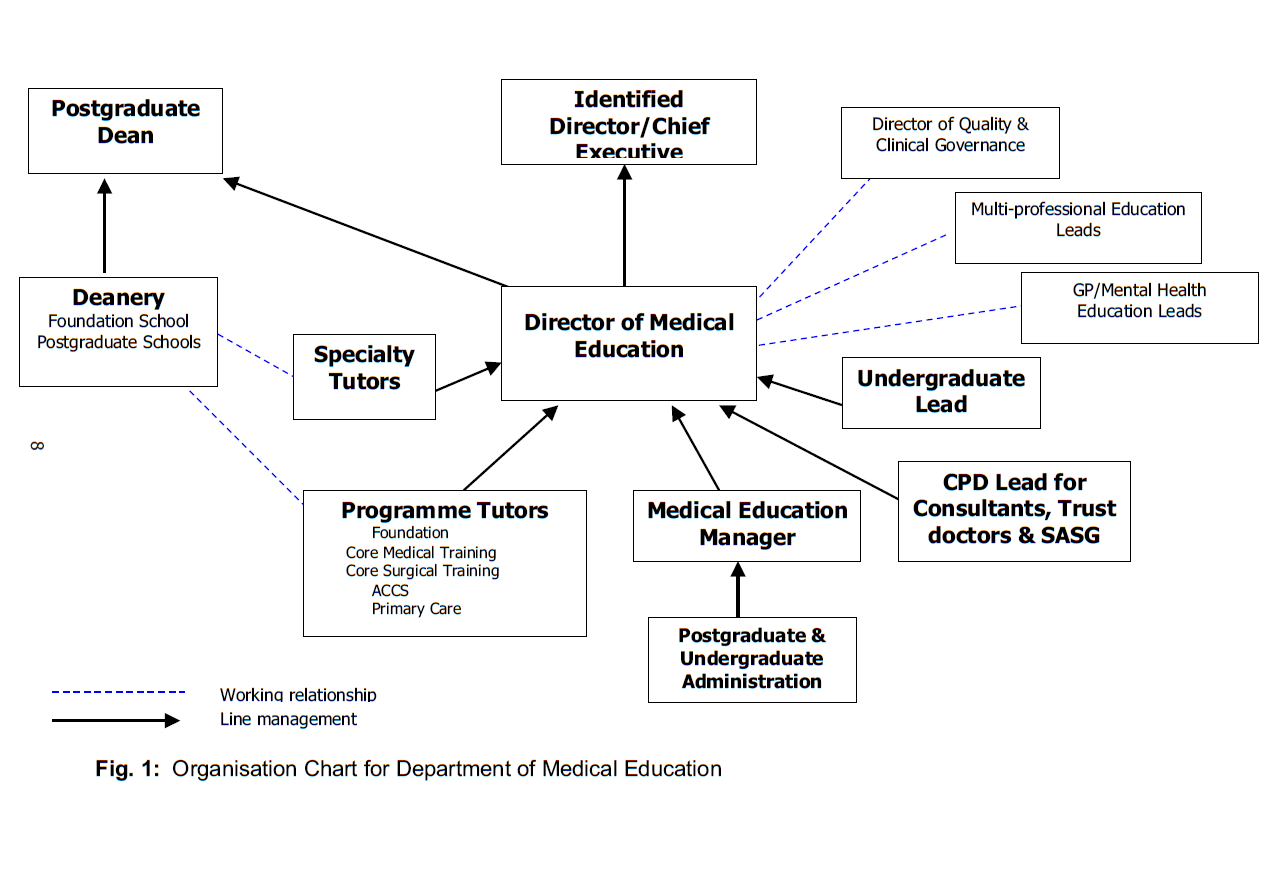 Postgraduate
Dean
Identified
Director/Chief
Executive
Director of Quality &
Clinical Governance
Multi-professional Education
Leads
GP/Mental Health
Education Leads
Deanery
Foundation School
Postgraduate Schools
Specialty
Tutors
Director of Medical
Education
Undergraduate
Lead
8
CPD Lead for
Consultants, Trust
doctors & SASG
Programme Tutors
Foundation
Core Medical Training
Core Surgical Training
ACCS
Primary Care
Medical Education
Manager
Postgraduate &
Undergraduate
Administration
Working relationship
Line management
Fig. 1: Organisation Chart for Department of Medical Education